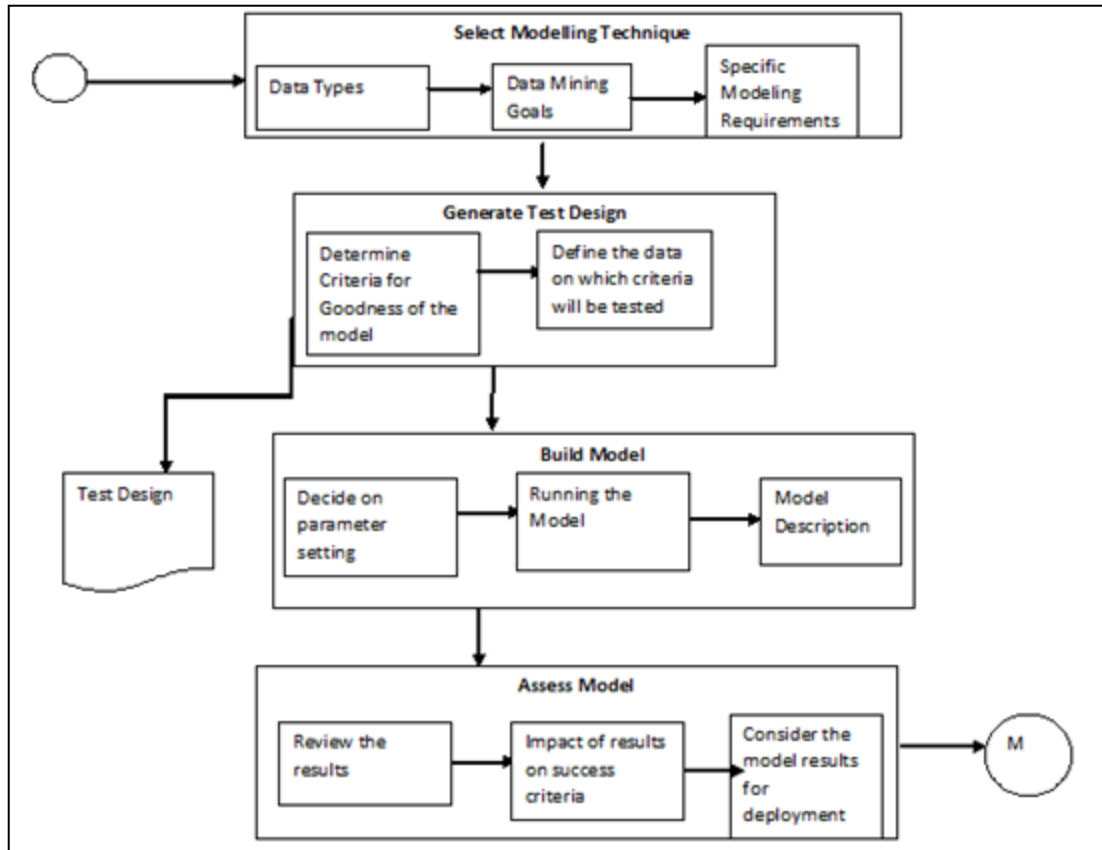 Select Modelling Technique
Data Types
Data Mining
Goals
Specific
Modeling
Requirements
Generate Test Design
Determine
Criteria for
Goodness of the
model
Define the data
on which criteria
will be tested
Test Design
Build Model
Decide on
parameter
setting
Running the
Model
Model
Description
Assess Model
Review the
results
Impact of results
on success
criteria
Consider the
model results
for
deployment
M